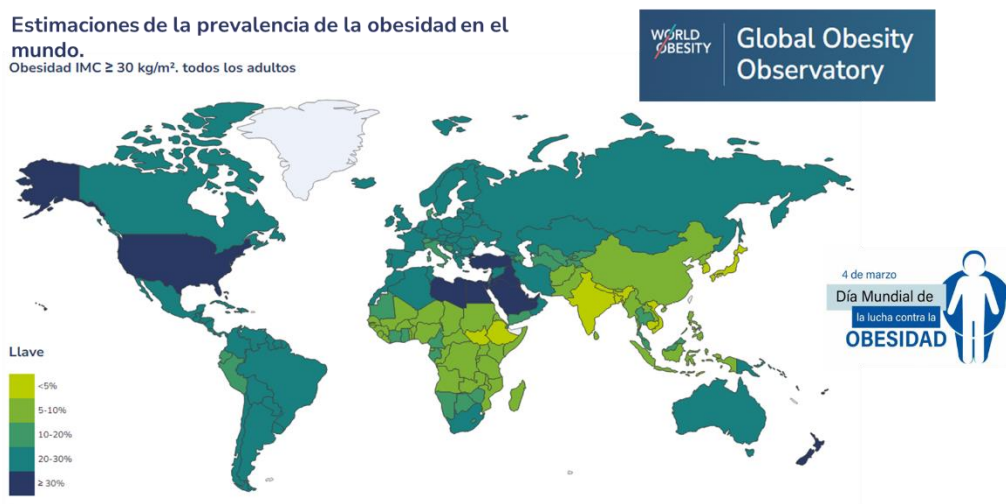 Estimaciones de la prevalencia de la obesidad en el
mundo.
Obesidad IMC ≥ 30 kg/m². todos los adultos
WORLD
OBESITY
Global Obesity
Observatory
4 de marzo
Día Mundial de
la lucha contra la
OBESIDAD
Llave
<5%
5-10%
10-20%
20-30%
≥ 30%